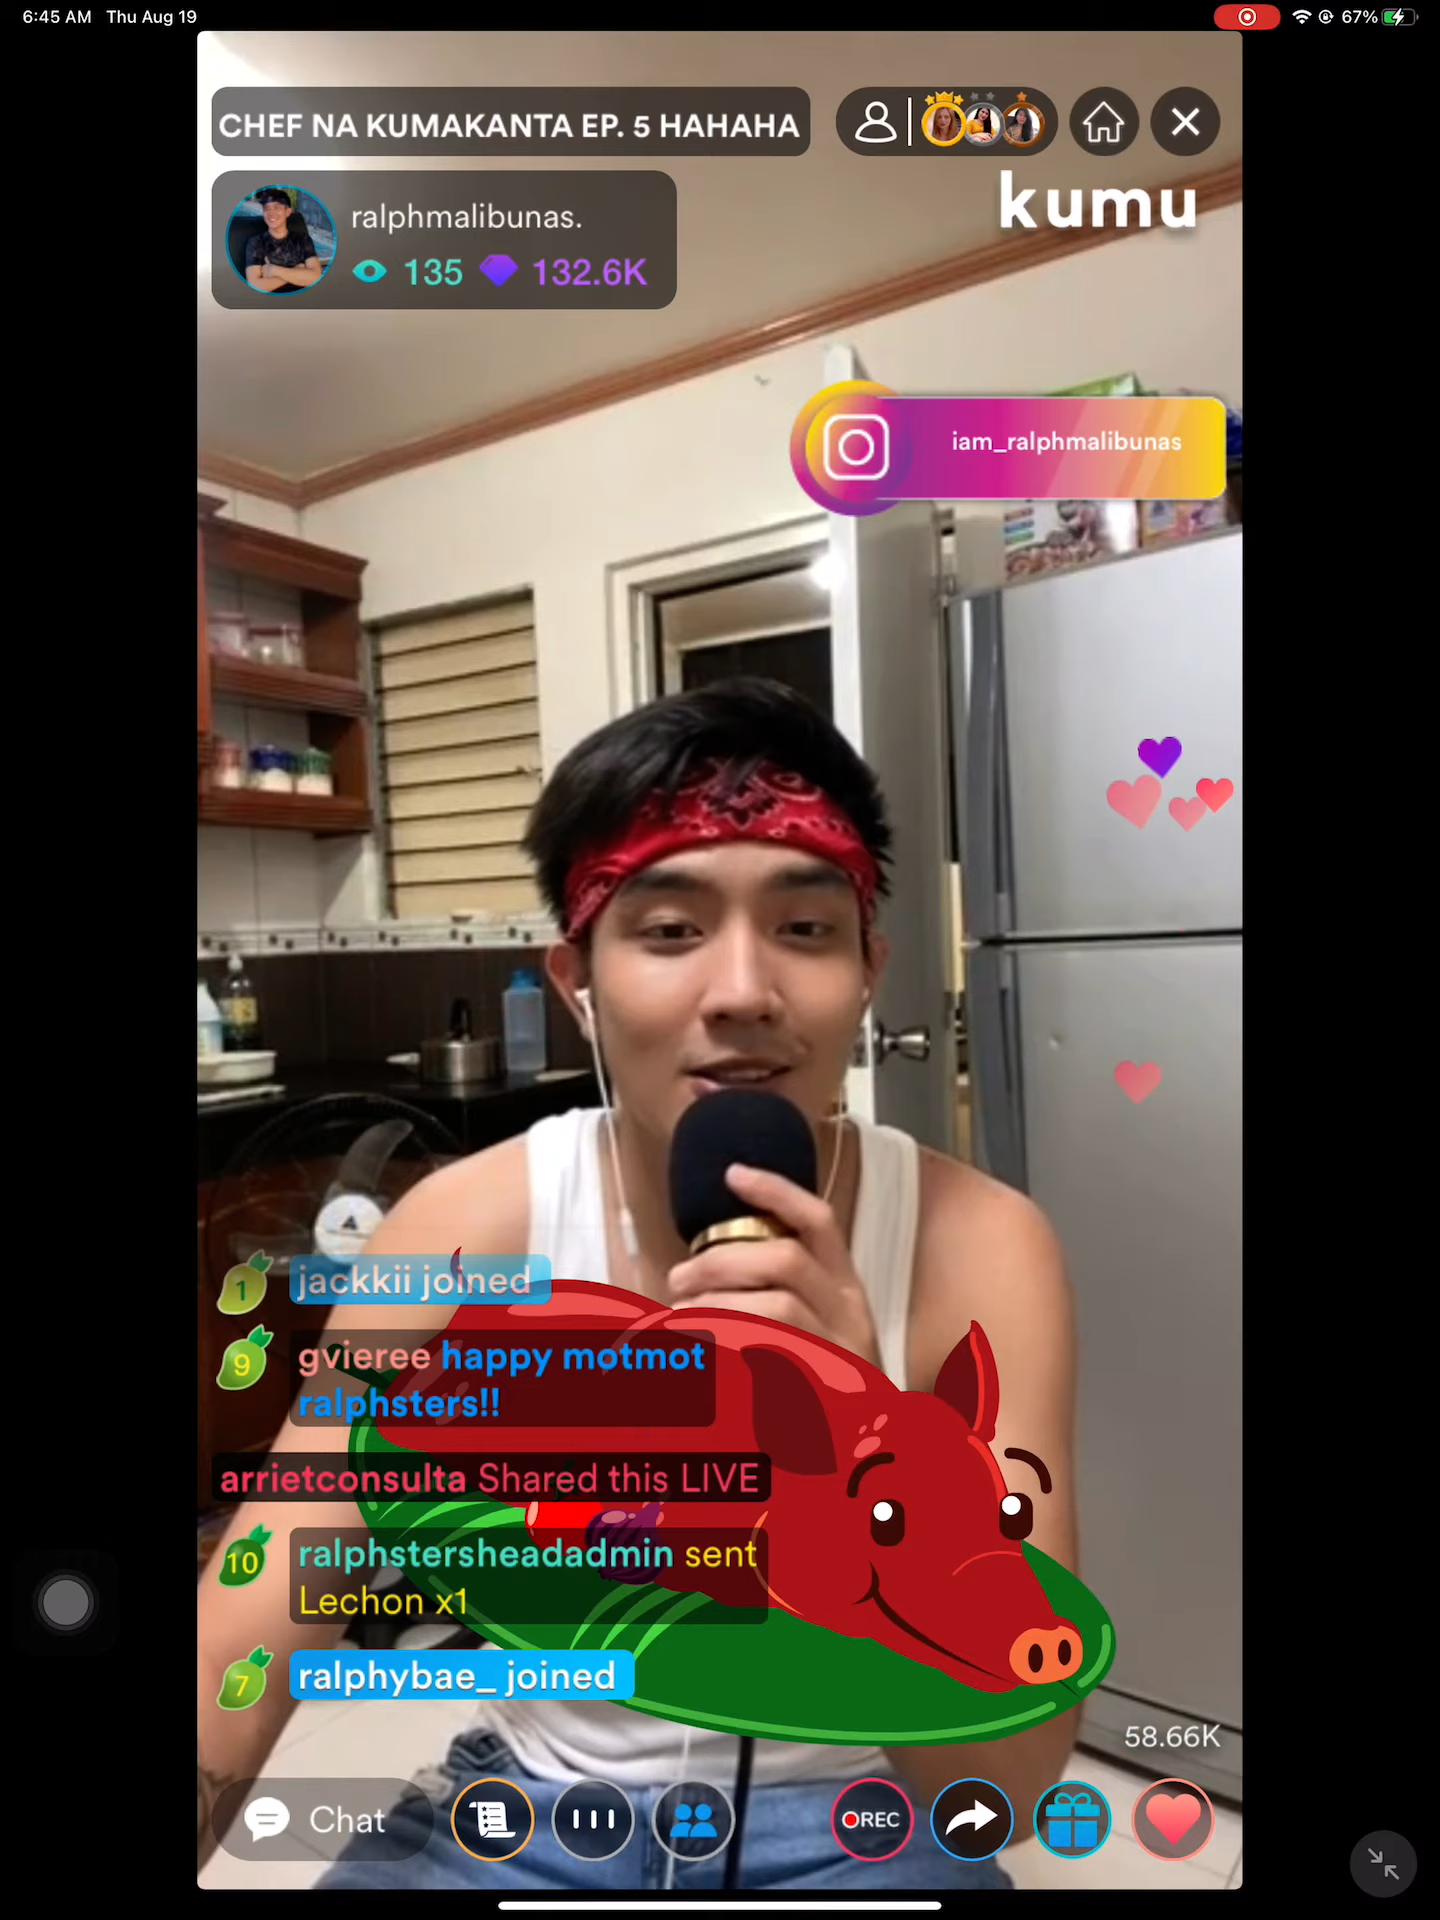 6:45 AM Thu Aug 19
67%
CHEF NA KUMAKANTA EP. 5 HAHAHA
kumu
ralphmalibunas.
135 132.6K
iam_ralphmalibunas
1 jackkii joined
9 gvieree happy motmot
ralphsters!!
arrietconsulta Shared this LIVE
10 ralphstersheadadmin sent
Lechon x1
7 ralphybae_ joined
58.66K
Chat
REC